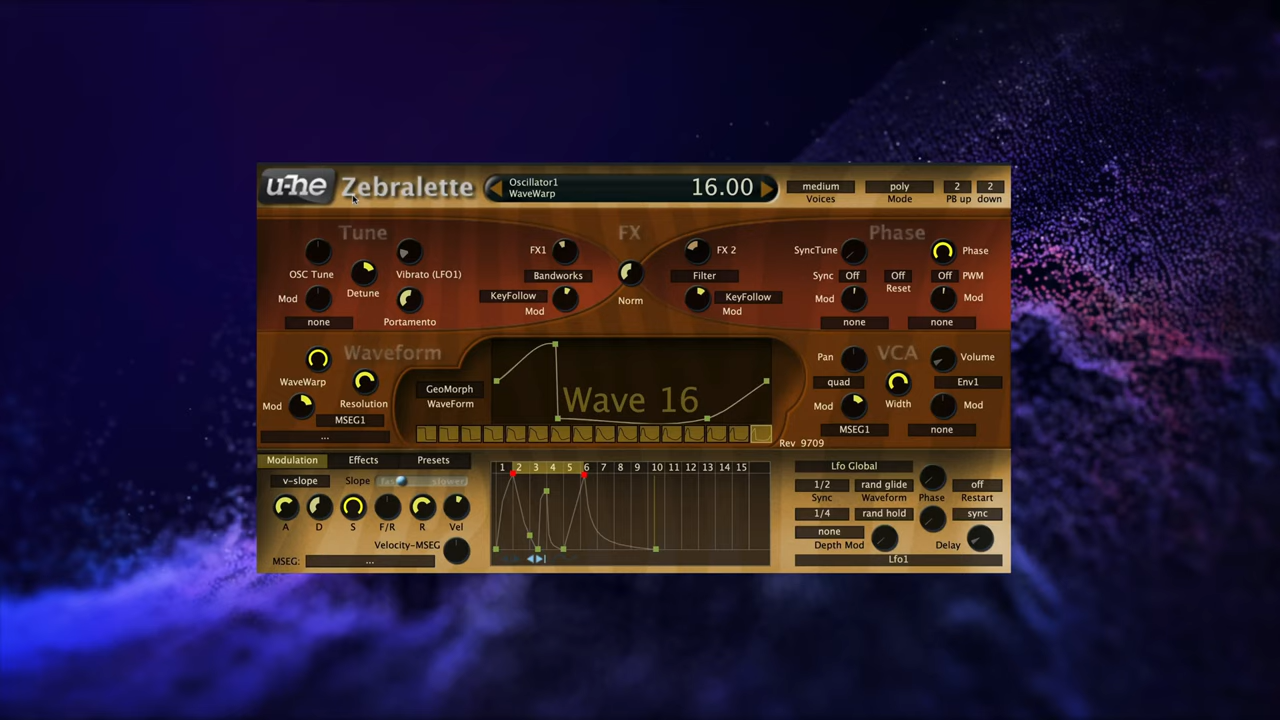 u-he Zebralette
Oscillator1
WaveWarp
16.00
medium
Voices
poly
Mode
2 2
PB up down
Tune
OSC Tune
Vibrato (LFO1)
Detune
Mod
none
Portamento
FX
FX1
FX 2
Bandworks
Filter
KeyFollow
KeyFollow
Norm
Mod
Mod
Phase
SyncTune
Phase
Sync Off
Off
Off PWM
Reset
Mod
Mod
none
none
Waveform
WaveWarp
Resolution
Mod
MSEG1
...
GeoMorph
WaveForm
Wave 16
Rev 9709
VCA
Pan
Volume
quad
Env1
Width
Mod
Mod
MSEG1
none
Modulation Effects Presets
v-slope
Slope
A D S F/R R Vel
Velocity-MSEG
MSEG:
...
1 2 3 4 5 6 7 8 9 10 11 12 13 14 15
Lfo Global
1/2 rand glide off
Sync Waveform Phase Restart
1/4 rand hold sync
none
Depth Mod
Delay
Lfo1